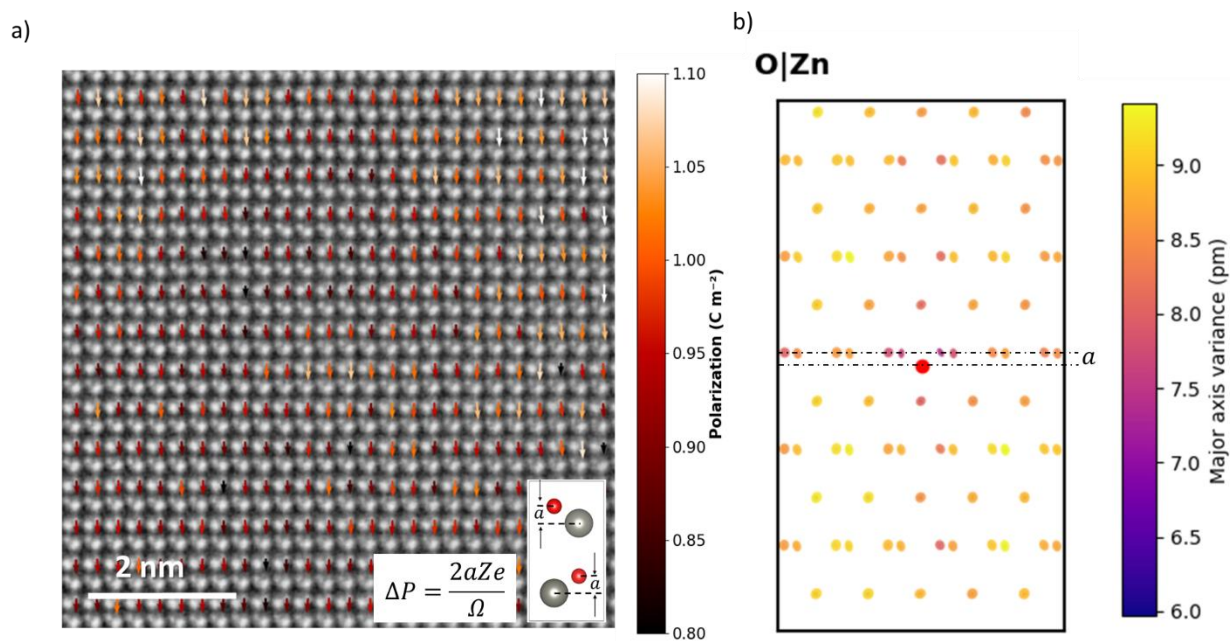 a)
b)
O|Zn
1.10
1.05
1.00
0.95
0.90
0.85
0.80
Polarization (C m⁻²)
2 nm
ΔP = 2aZe / Ω
a
a
a
9.0
8.5
8.0
7.5
7.0
6.5
6.0
Major axis variance (pm)